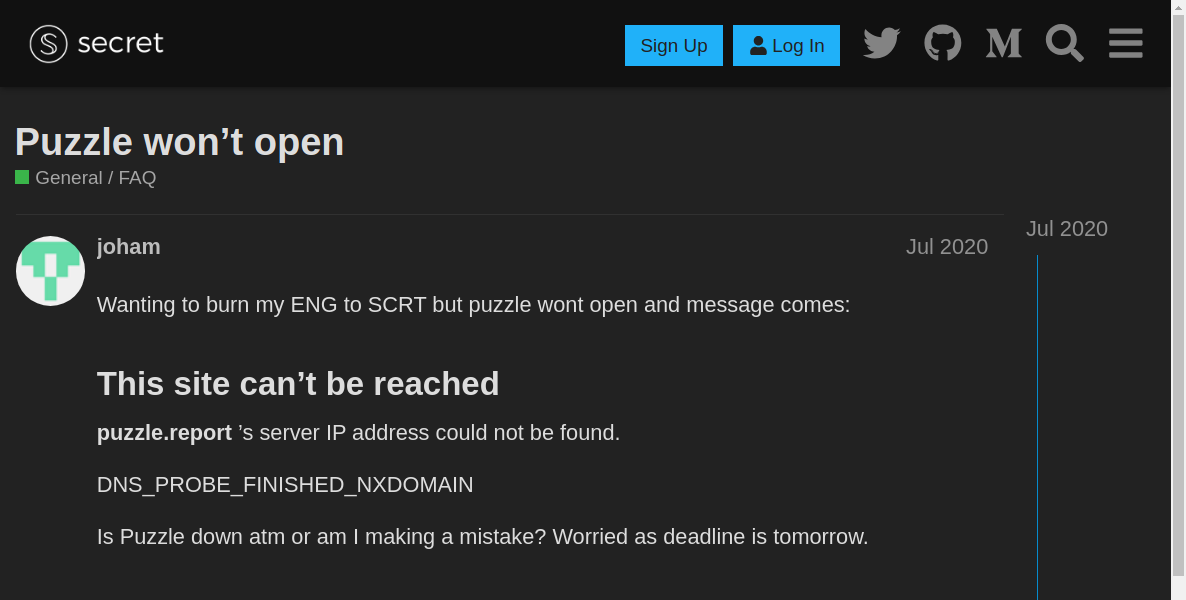 secret
Sign Up
Log In
Puzzle won’t open
General / FAQ
joham
Jul 2020
Jul 2020
Wanting to burn my ENG to SCRT but puzzle wont open and message comes:
This site can’t be reached
puzzle.report ’s server IP address could not be found.
DNS_PROBE_FINISHED_NXDOMAIN
Is Puzzle down atm or am I making a mistake? Worried as deadline is tomorrow.